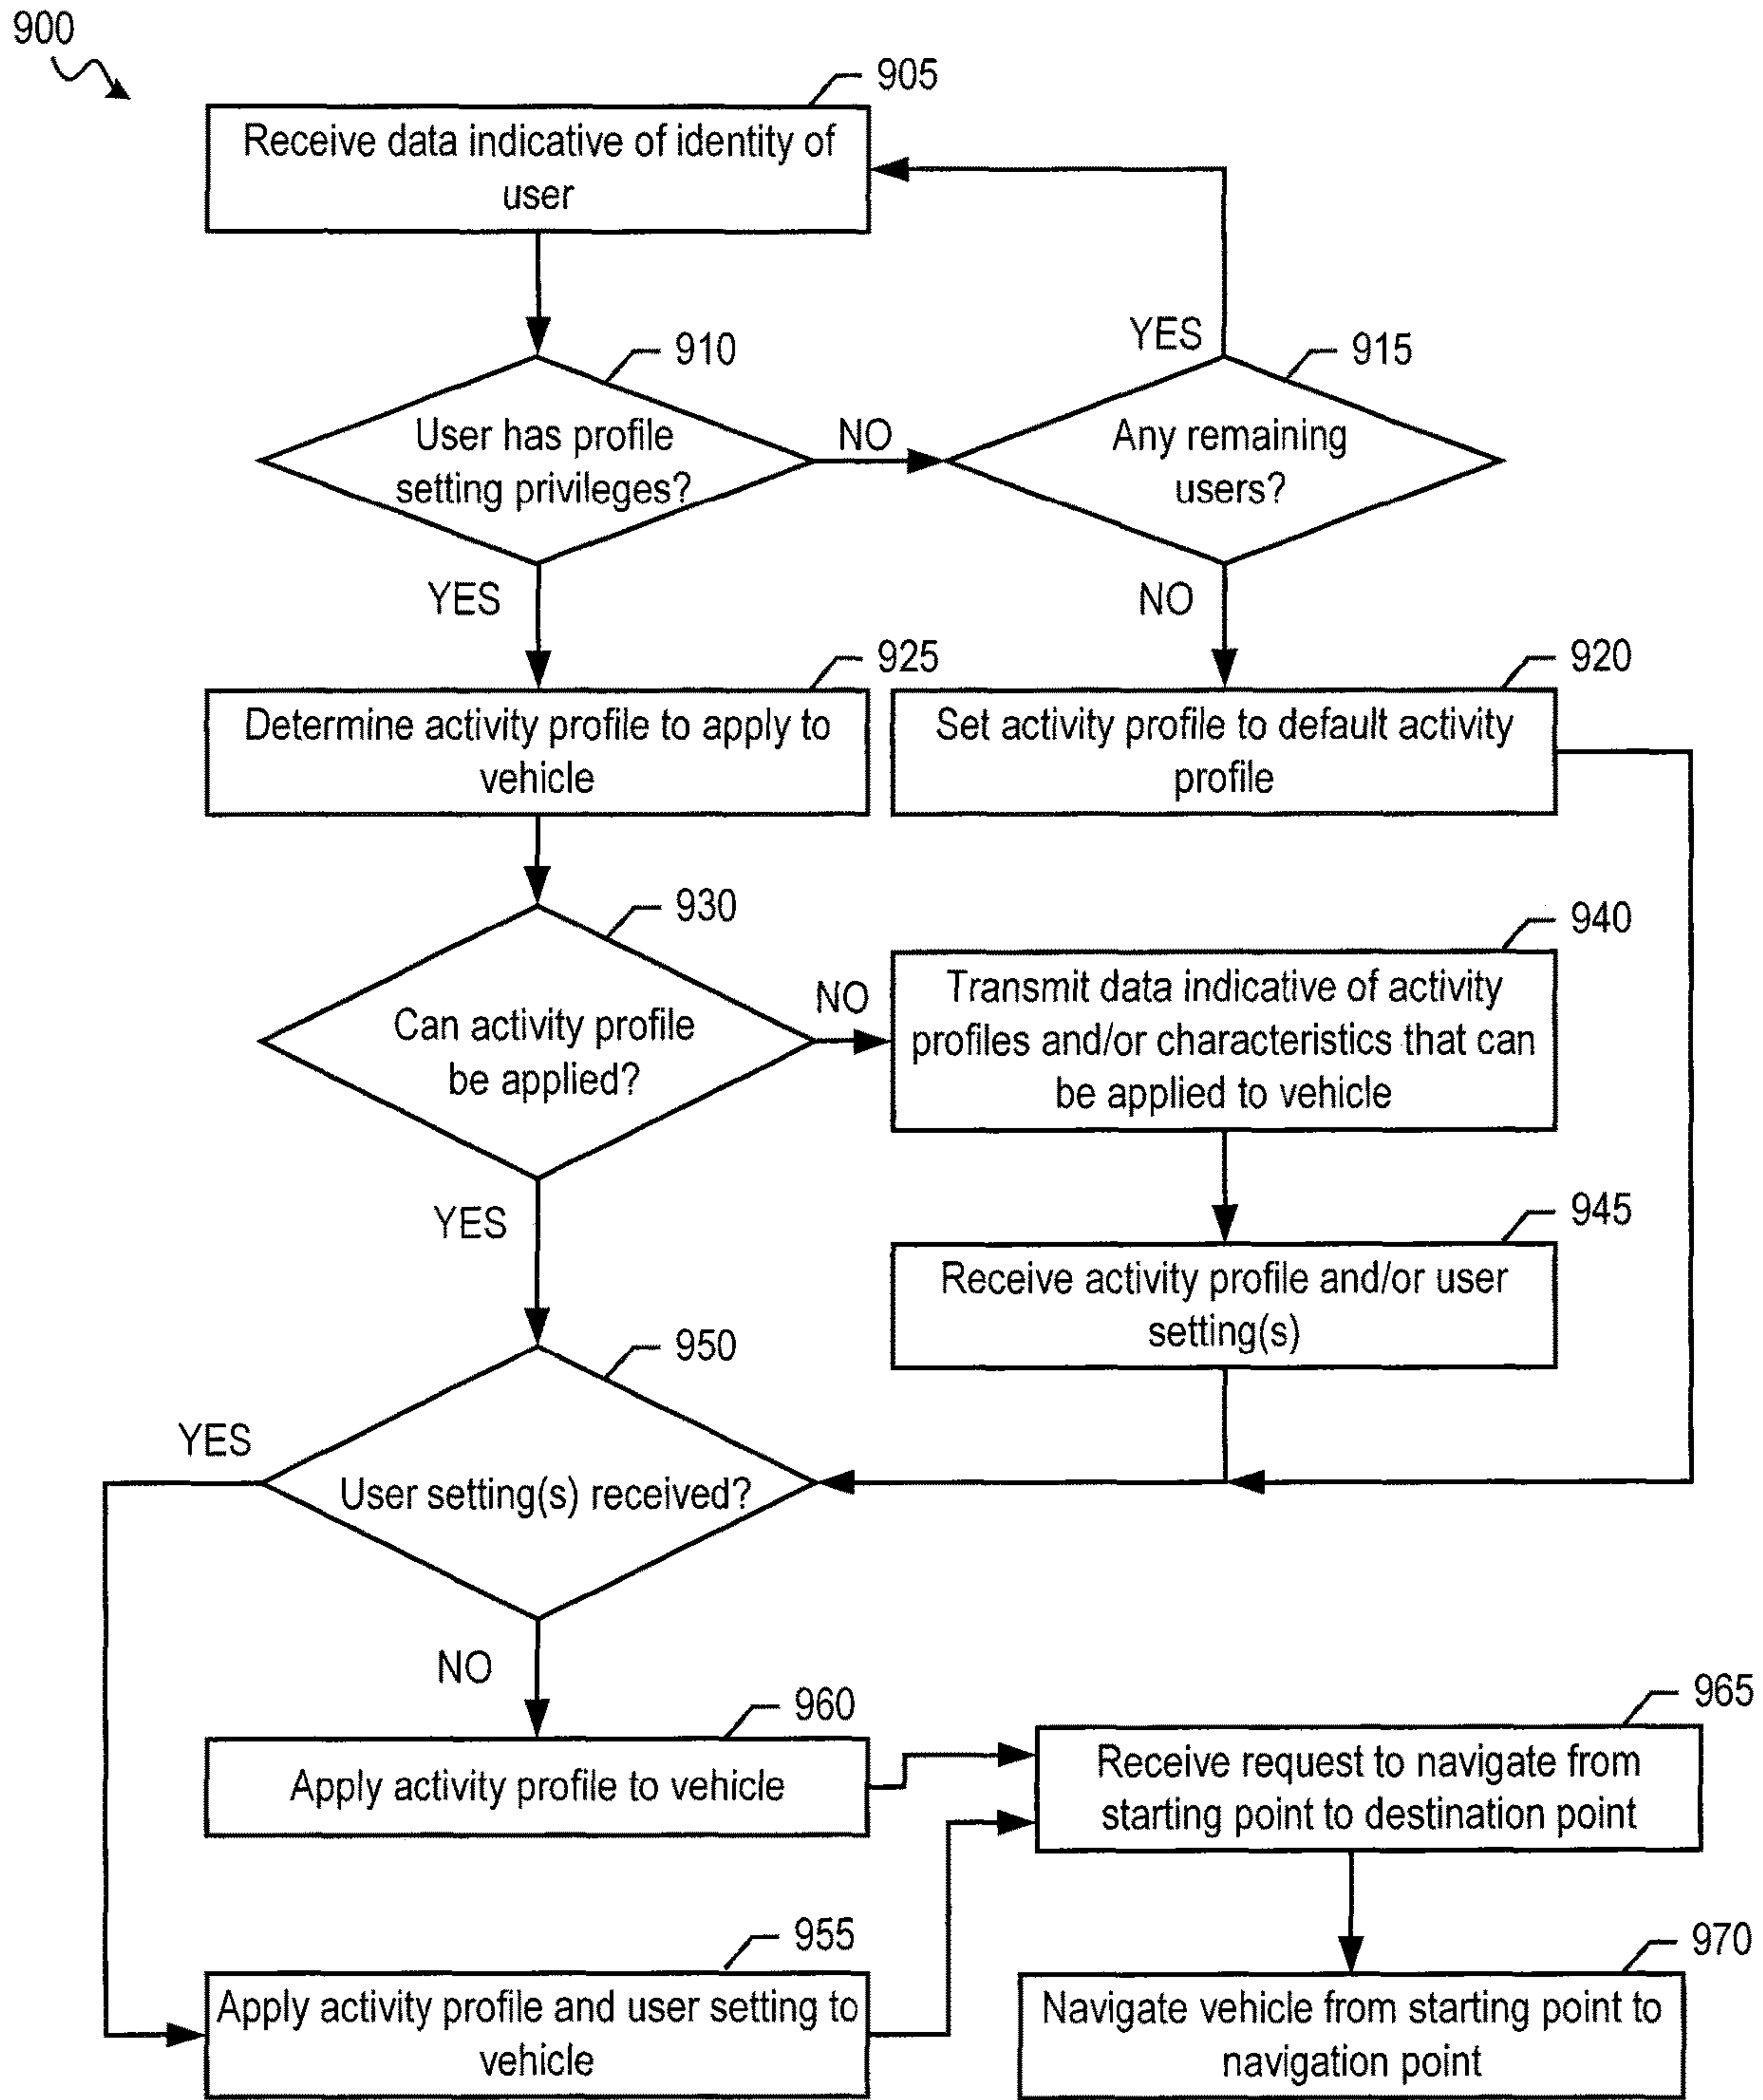 900
905
Receive data indicative of identity of
user
910
User has profile
setting privileges?
NO
YES
915
Any remaining
users?
YES
NO
925
Determine activity profile to apply to
vehicle
920
Set activity profile to default activity
profile
930
Can activity profile
be applied?
NO
940
Transmit data indicative of activity
profiles and/or characteristics that can
be applied to vehicle
YES
945
Receive activity profile and/or user
setting(s)
950
YES
User setting(s) received?
NO
960
Apply activity profile to vehicle
965
Receive request to navigate from
starting point to destination point
955
Apply activity profile and user setting to
vehicle
970
Navigate vehicle from starting point to
navigation point